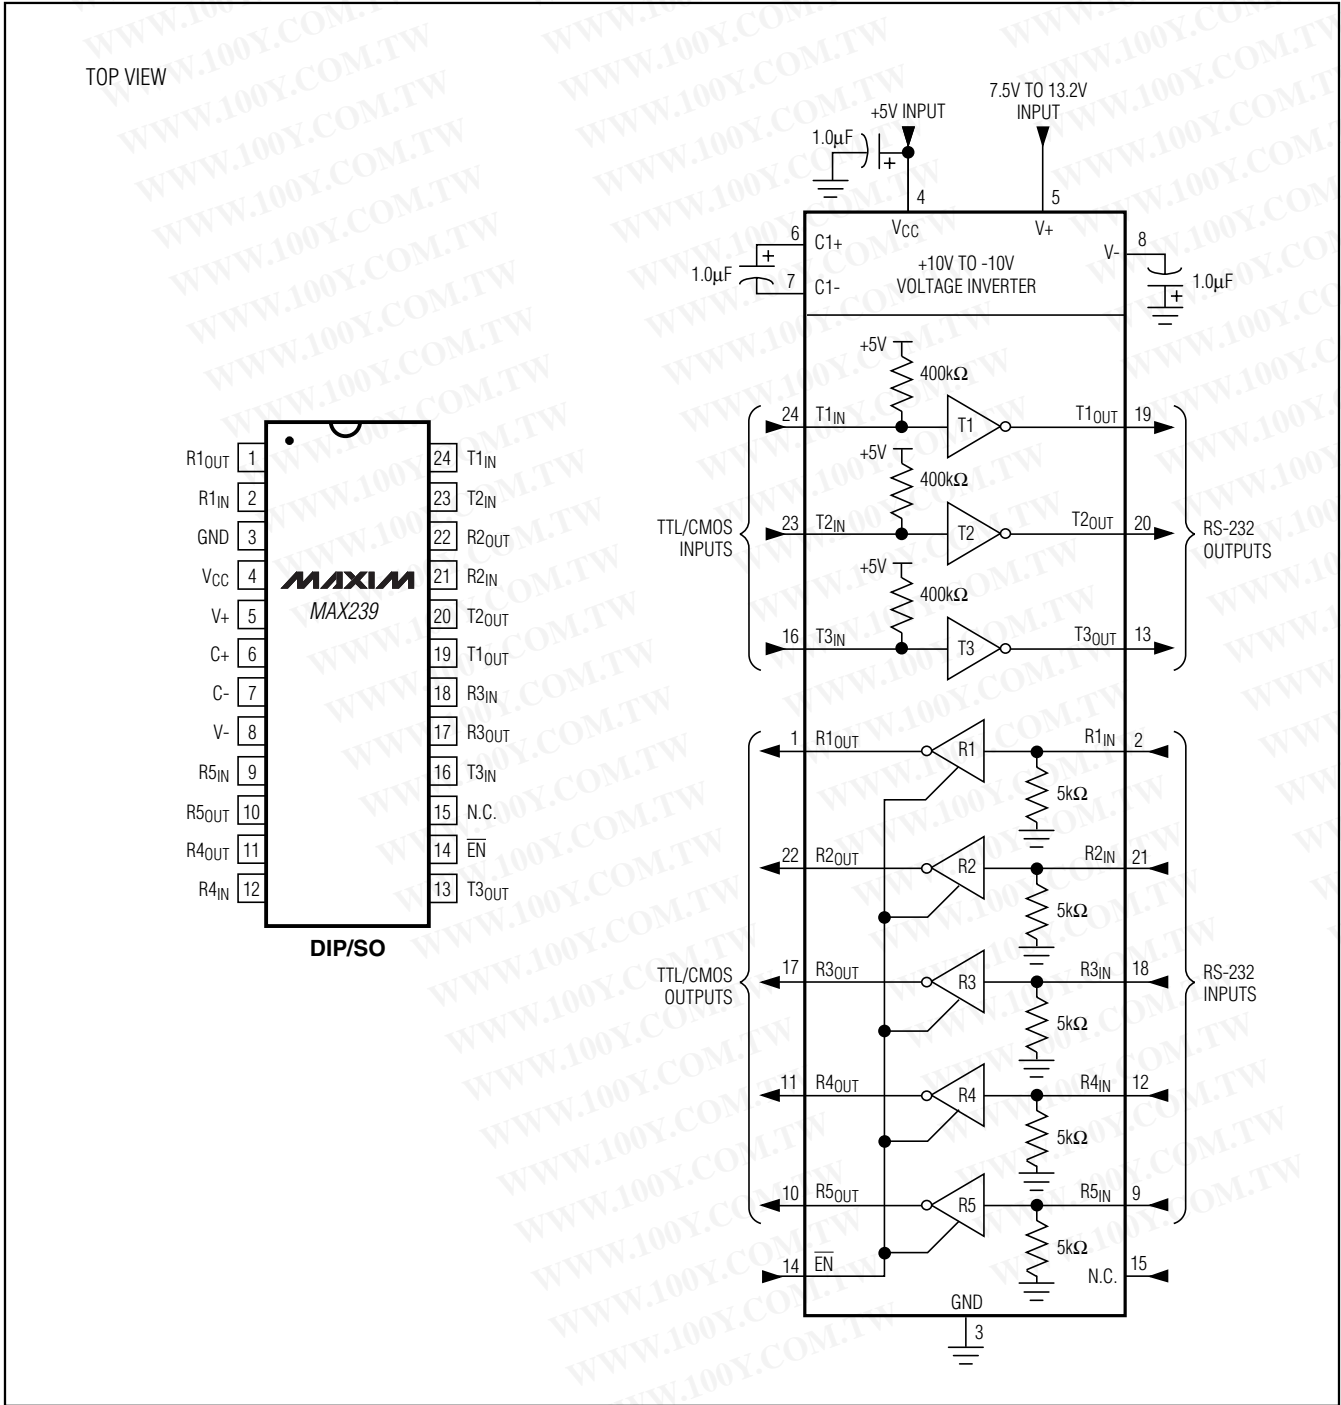 TOP VIEW
R1OUT 1
R1IN 2
GND 3
VCC 4
V+ 5
C+ 6
C- 7
V- 8
R5IN 9
R5OUT 10
R4OUT 11
R4IN 12
MAXIM
MAX239
24 T1IN
23 T2IN
22 R2OUT
21 R2IN
20 T2OUT
19 T1OUT
18 R3IN
17 R3OUT
16 T3IN
15 N.C.
14 EN
13 T3OUT
DIP/SO
7.5V TO 13.2V
INPUT
+5V INPUT
1.0µF
+
4
5
VCC
V+
6
C1+
+
1.0µF
7
C1-
+10V TO -10V
VOLTAGE INVERTER
V-
8
1.0µF
+
+5V
400kΩ
24 T1IN
T1
T1OUT 19
+5V
400kΩ
TTL/CMOS
INPUTS
23 T2IN
T2
T2OUT 20
RS-232
OUTPUTS
+5V
400kΩ
16 T3IN
T3
T3OUT 13
1 R1OUT
R1
R1IN 2
5kΩ
22 R2OUT
R2
R2IN 21
5kΩ
TTL/CMOS
OUTPUTS
17 R3OUT
R3
R3IN 18
RS-232
INPUTS
5kΩ
11 R4OUT
R4
R4IN 12
5kΩ
10 R5OUT
R5
R5IN 9
5kΩ
14 EN
N.C. 15
GND
3
WWW.100Y.COM.TW